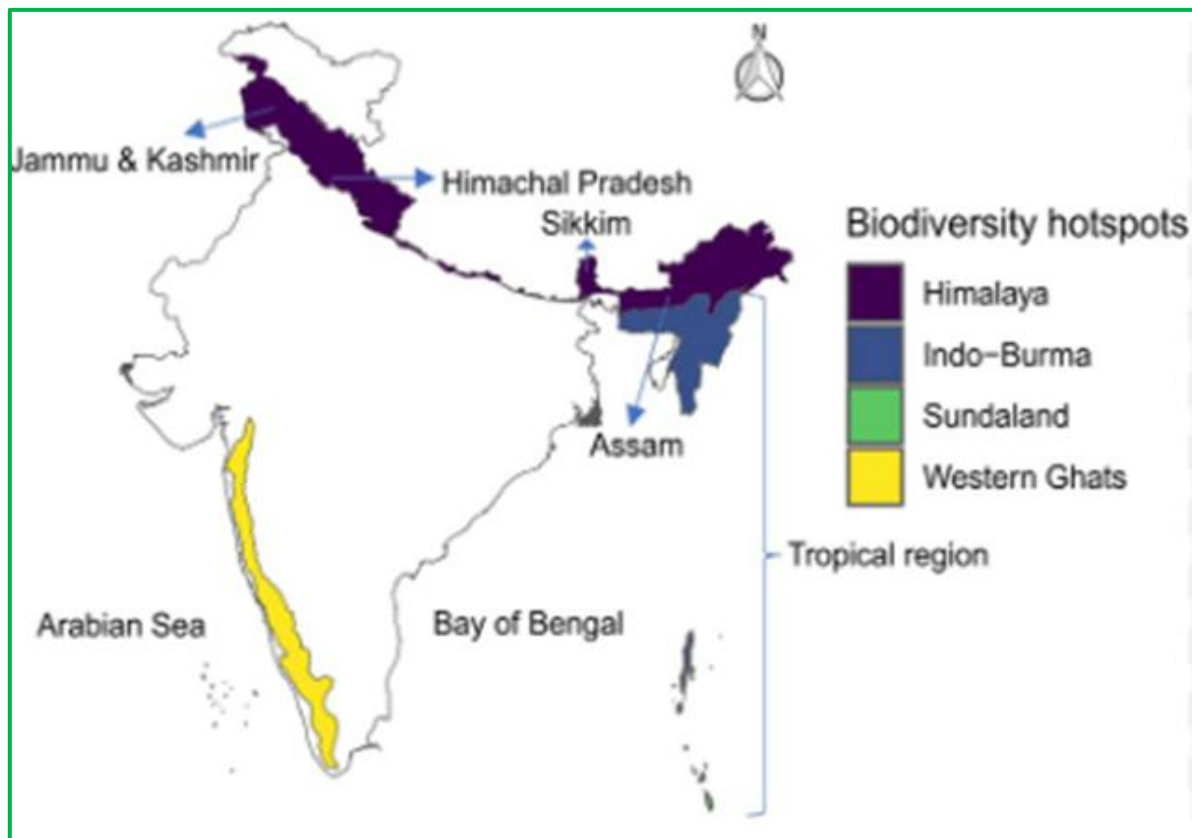 N
Jammu & Kashmir
Himachal Pradesh
Sikkim
Biodiversity hotspots
Himalaya
Indo-Burma
Sundaland
Western Ghats
Assam
Tropical region
Arabian Sea
Bay of Bengal